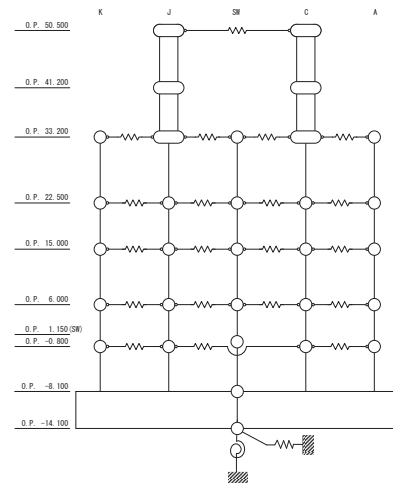 K J SW C A
O.P. 50.500
O.P. 41.200
O.P. 33.200
O.P. 22.500
O.P. 15.000
O.P. 6.000
O.P. 1.150(SW)
O.P. -0.800
O.P. -8.100
O.P. -14.100